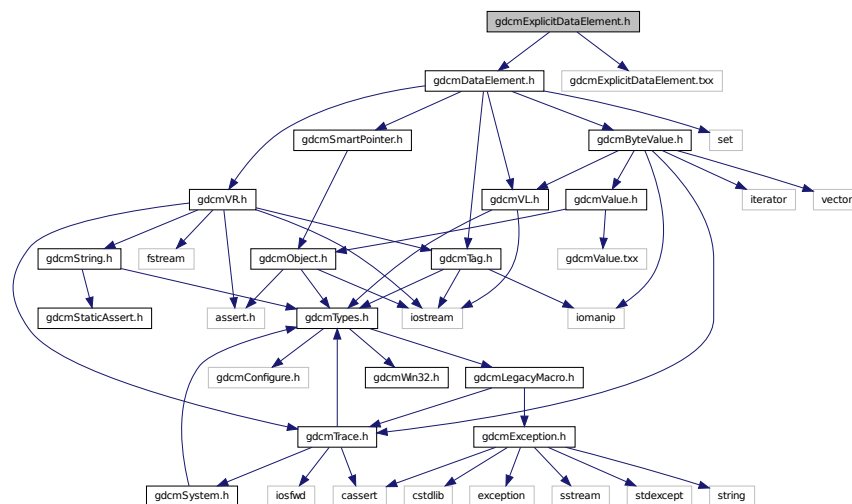 gdcmExplicitDataElement.h
gdcmDataElement.h
gdcmExplicitDataElement.txx
gdcmSmartPointer.h
gdcmByteValue.h
set
gdcmVR.h
gdcmVL.h
gdcmValue.h
iterator
vector
gdcmString.h
fstream
gdcmObject.h
gdcmTag.h
gdcmValue.txx
gdcmStaticAssert.h
assert.h
gdcmTypes.h
iostream
iomanip
gdcmConfigure.h
gdcmWin32.h
gdcmLegacyMacro.h
gdcmTrace.h
gdcmException.h
gdcmSystem.h
iosfwd
cassert
cstdlib
exception
sstream
stdexcept
string